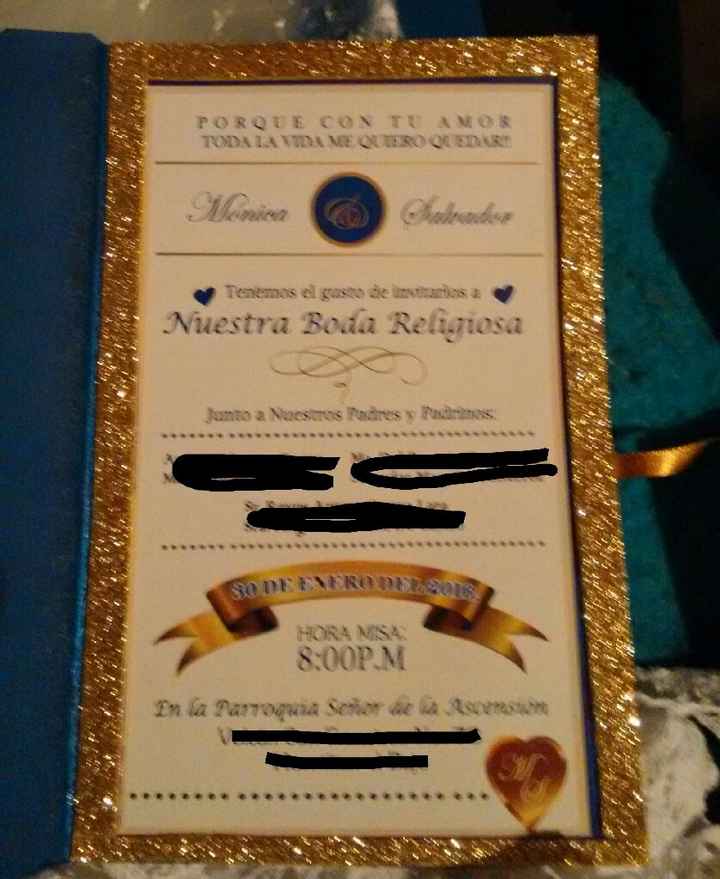 PORQUE CON TU AMOR
TODA LA VIDA ME QUIERO QUEDAR!!
Mónica Salvador
Tenemos el gusto de invitarlos a
Nuestra Boda Religiosa
Junto a Nuestros Padres y Padrinos:
30 DE ENERO DEL 2016
HORA MISA:
8:00P.M
En la Parroquia Señor de la Ascensión